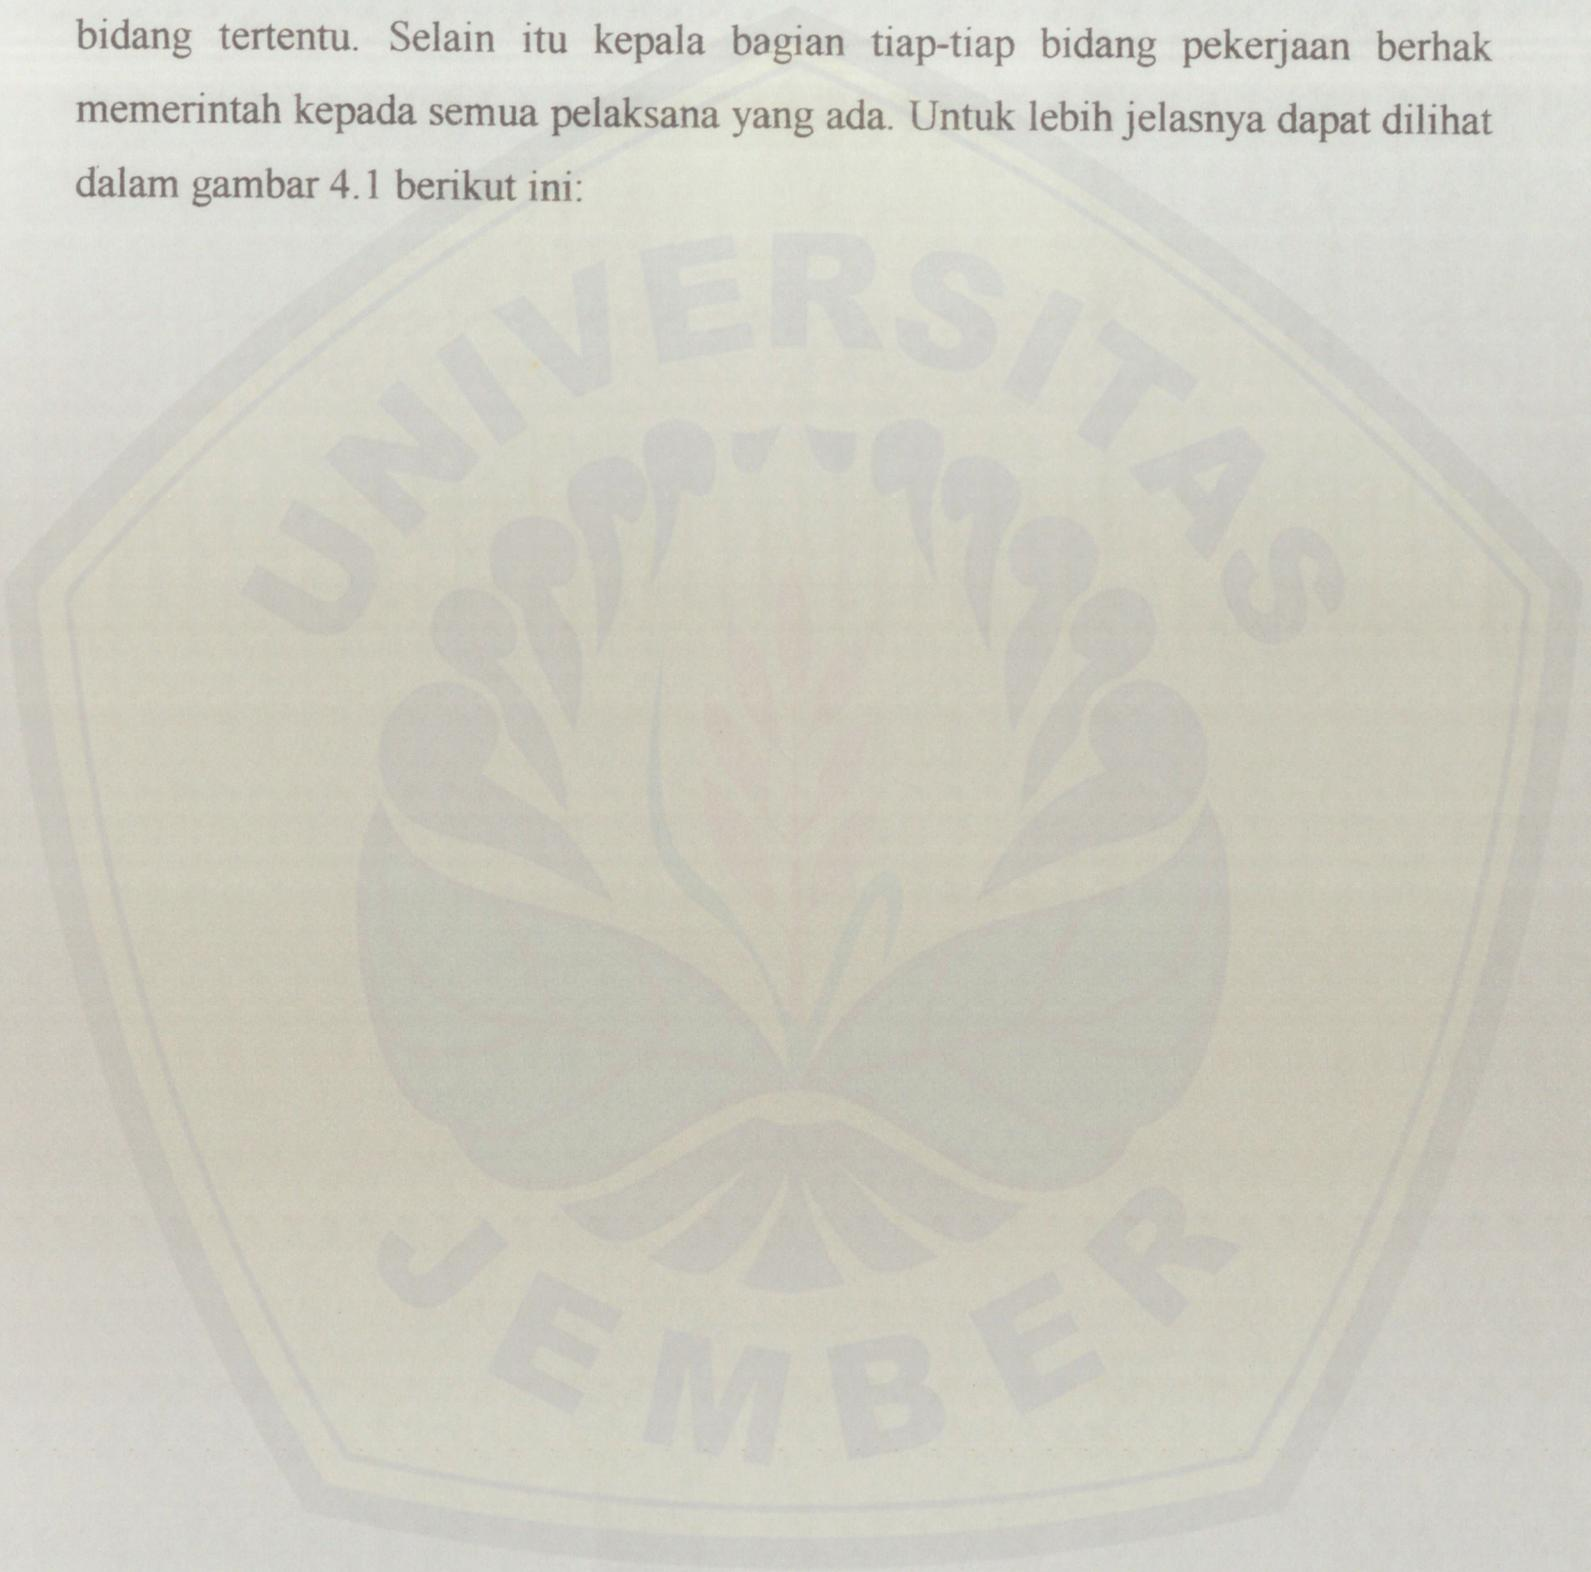 bidang tertentu. Selain itu kepala bagian tiap-tiap bidang pekerjaan berhak
memerintah kepada semua pelaksana yang ada. Untuk lebih jelasnya dapat dilihat
dalam gambar 4.1 berikut ini:
UNIVERSITAS
JEMBER